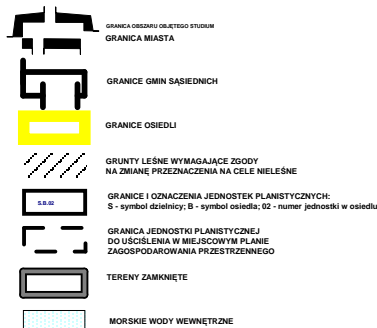 GRANICA OBSZARU OBJĘTEGO STUDIUM
GRANICA MIASTA
GRANICE GMIN SĄSIEDNICH
GRANICE OSIEDLI
GRUNTY LEŚNE WYMAGAJĄCE ZGODY
NA ZMIANĘ PRZEZNACZENIA NA CELE NIELEŚNE
S.B.02
GRANICE I OZNACZENIA JEDNOSTEK PLANISTYCZNYCH:
S - symbol dzielnicy; B - symbol osiedla; 02 - numer jednostki w osiedlu
GRANICA JEDNOSTKI PLANISTYCZNEJ
DO UŚCIŚLENIA W MIEJSCOWYM PLANIE
ZAGOSPODAROWANIA PRZESTRZENNEGO
TERENY ZAMKNIĘTE
MORSKIE WODY WEWNĘTRZNE